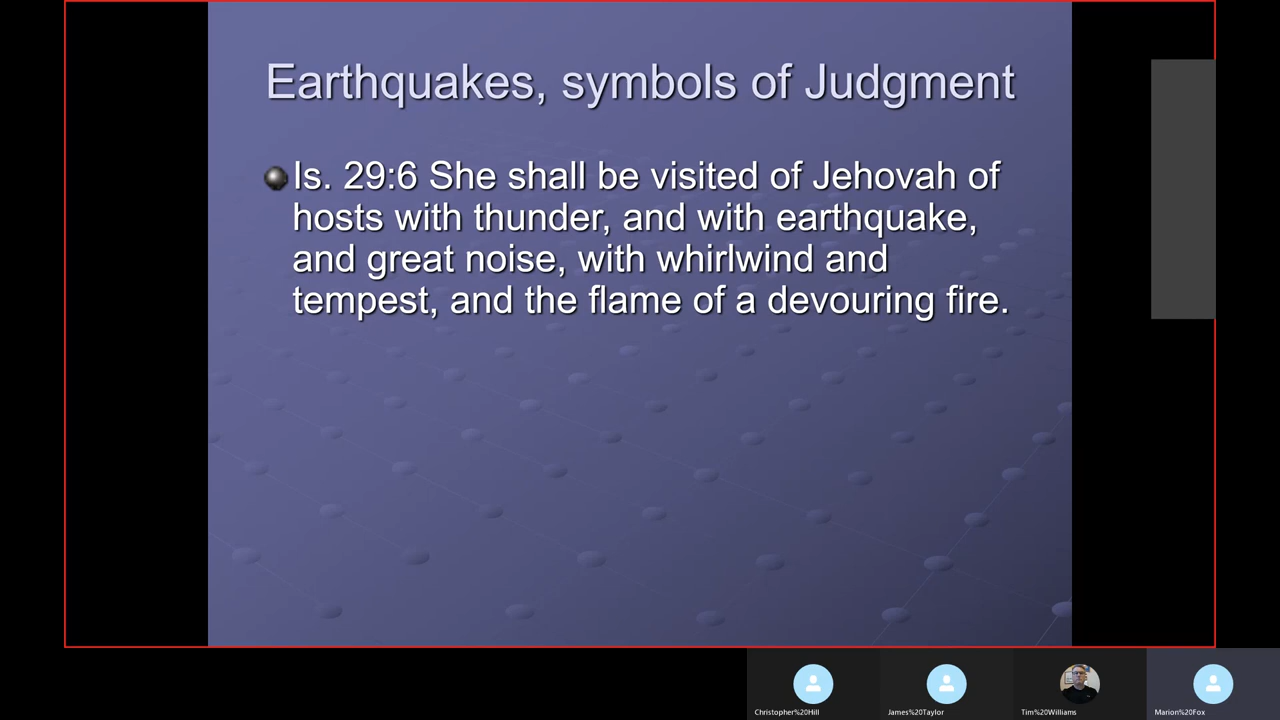 Earthquakes, symbols of Judgment
Is. 29:6 She shall be visited of Jehovah of
hosts with thunder, and with earthquake,
and great noise, with whirlwind and
tempest, and the flame of a devouring fire.
Christopher%20Hill
James%20Taylor
Tim%20Williams
Marion%20Fox